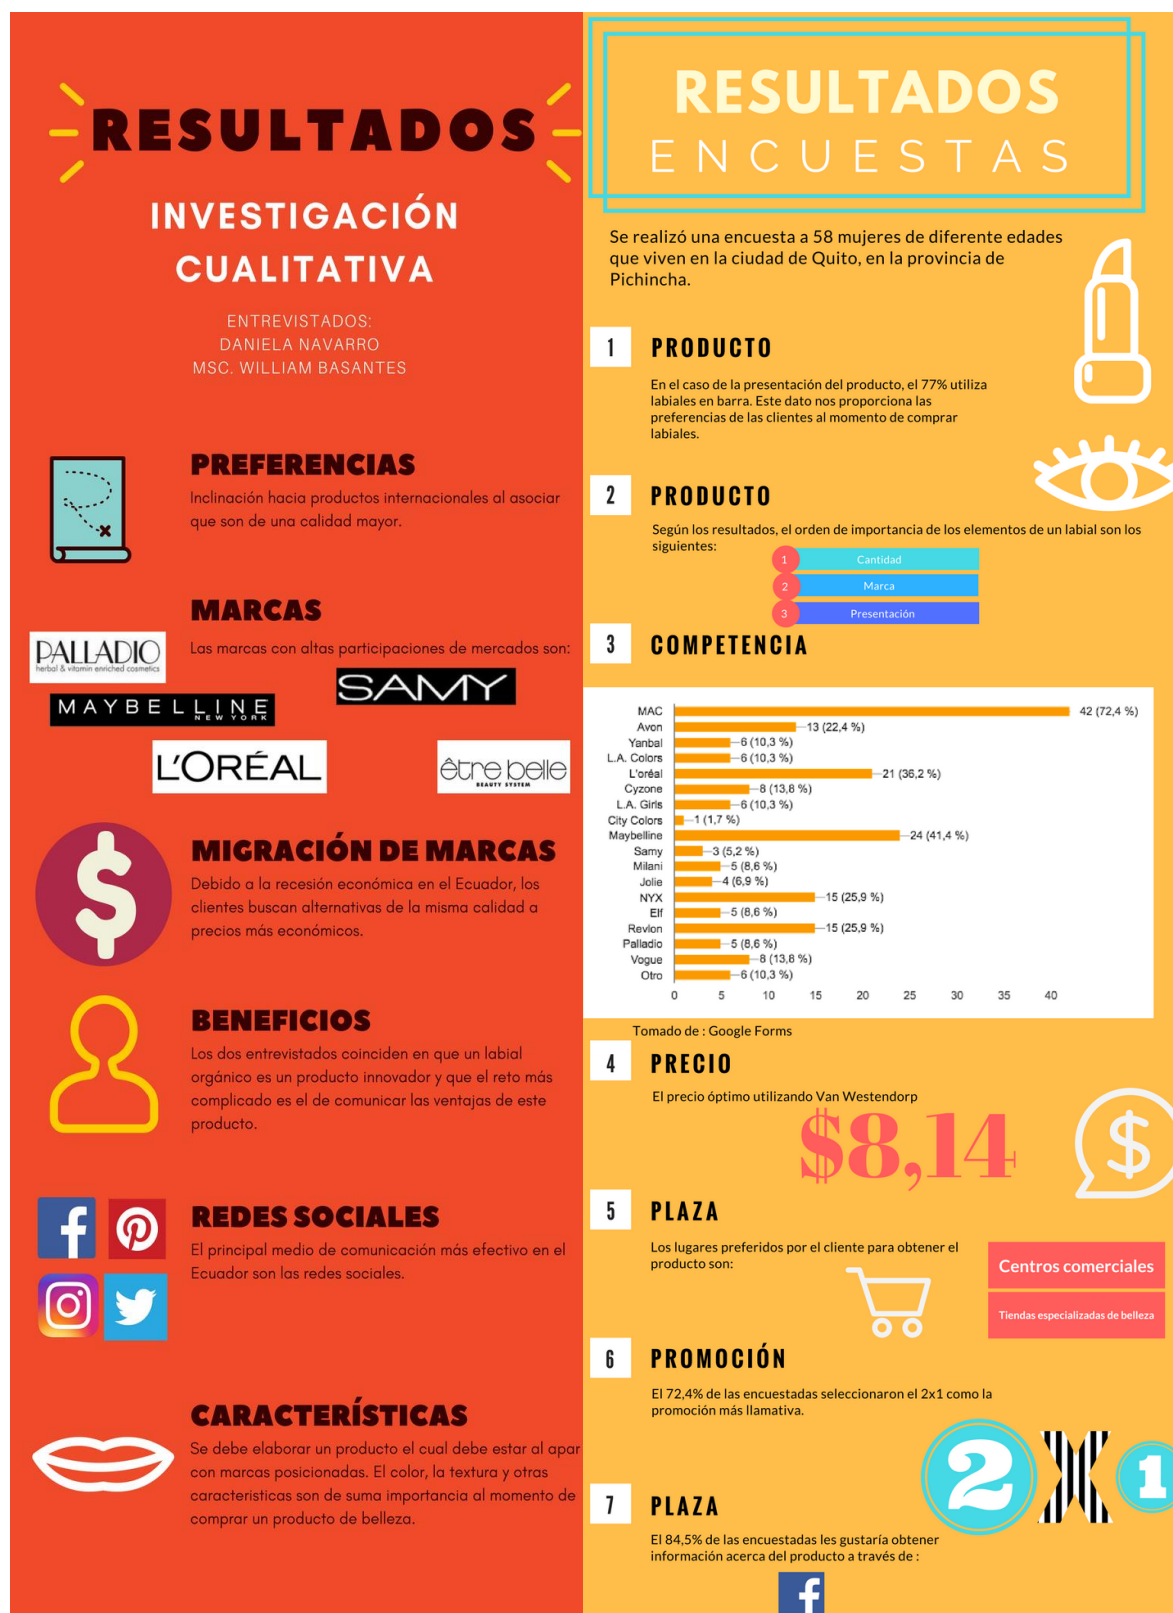 RESULTADOS
INVESTIGACIÓN
CUALITATIVA
ENTREVISTADOS:
DANIELA NAVARRO
MSC. WILLIAM BASANTES
PREFERENCIAS
Inclinación hacia productos internacionales al asociar
que son de una calidad mayor.
MARCAS
Las marcas con altas participaciones de mercados son:
PALLADIO
herbal & vitamin enriched cosmetics
SAMY
MAYBELLINE
NEW YORK
L'ORÉAL
être belle
BEAUTY SYSTEM
MIGRACIÓN DE MARCAS
Debido a la recesión económica en el Ecuador, los
clientes buscan alternativas de la misma calidad a
precios más económicos.
BENEFICIOS
Los dos entrevistados coinciden en que un labial
orgánico es un producto innovador y que el reto más
complicado es el de comunicar las ventajas de este
producto.
REDES SOCIALES
El principal medio de comunicación más efectivo en el
Ecuador son las redes sociales.
CARACTERÍSTICAS
Se debe elaborar un producto el cual debe estar al apar
con marcas posicionadas. El color, la textura y otras
caracteristicas son de suma importancia al momento de
comprar un producto de belleza.
RESULTADOS
ENCUESTAS
Se realizó una encuesta a 58 mujeres de diferente edades
que viven en la ciudad de Quito, en la provincia de
Pichincha.
1 PRODUCTO
En el caso de la presentación del producto, el 77% utiliza
labiales en barra. Este dato nos proporciona las
preferencias de las clientes al momento de comprar
labiales.
2 PRODUCTO
Según los resultados, el orden de importancia de los elementos de un labial son los
siguientes:
1 Cantidad
2 Marca
3 Presentación
3 COMPETENCIA
MAC 42 (72,4 %)
Avon 13 (22,4 %)
Yanbal 6 (10,3 %)
L.A. Colors 6 (10,3 %)
L'oréal 21 (36,2 %)
Cyzone 8 (13,8 %)
L.A. Girls 6 (10,3 %)
City Colors 1 (1,7 %)
Maybelline 24 (41,4 %)
Samy 3 (5,2 %)
Milani 5 (8,6 %)
Jolie 4 (6,9 %)
NYX 15 (25,9 %)
Elf 5 (8,6 %)
Revlon 15 (25,9 %)
Palladio 5 (8,6 %)
Vogue 8 (13,8 %)
Otro 6 (10,3 %)
0 5 10 15 20 25 30 35 40
Tomado de : Google Forms
4 PRECIO
El precio óptimo utilizando Van Westendorp
$8,14
$
5 PLAZA
Los lugares preferidos por el cliente para obtener el
producto son:
Centros comerciales
Tiendas especializadas de belleza
6 PROMOCIÓN
El 72,4% de las encuestadas seleccionaron el 2x1 como la
promoción más llamativa.
2X1
7 PLAZA
El 84,5% de las encuestadas les gustaría obtener
información acerca del producto a través de :